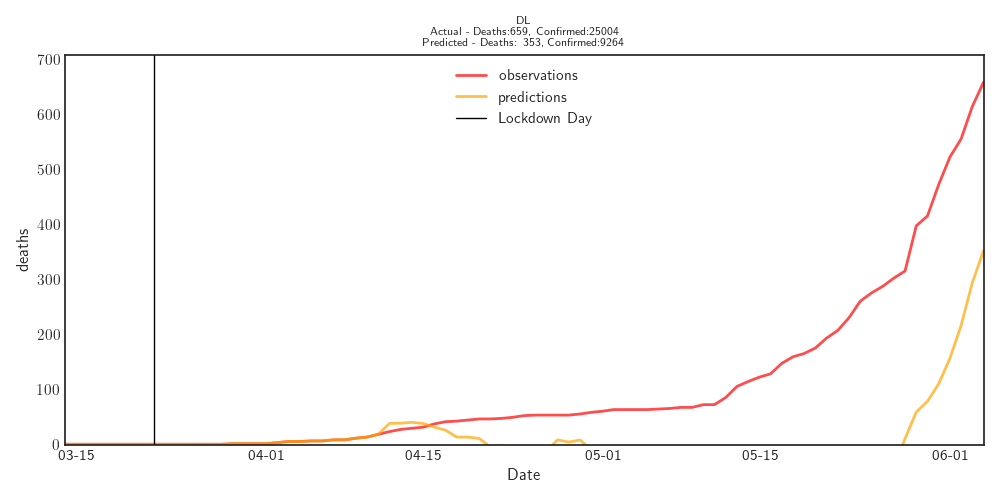 DL
Actual - Deaths:659, Confirmed:25004
Predicted - Deaths: 353, Confirmed:9264
observations
predictions
Lockdown Day
deaths
700
600
500
400
300
200
100
0
03-15 04-01 04-15 05-01 05-15 06-01
Date